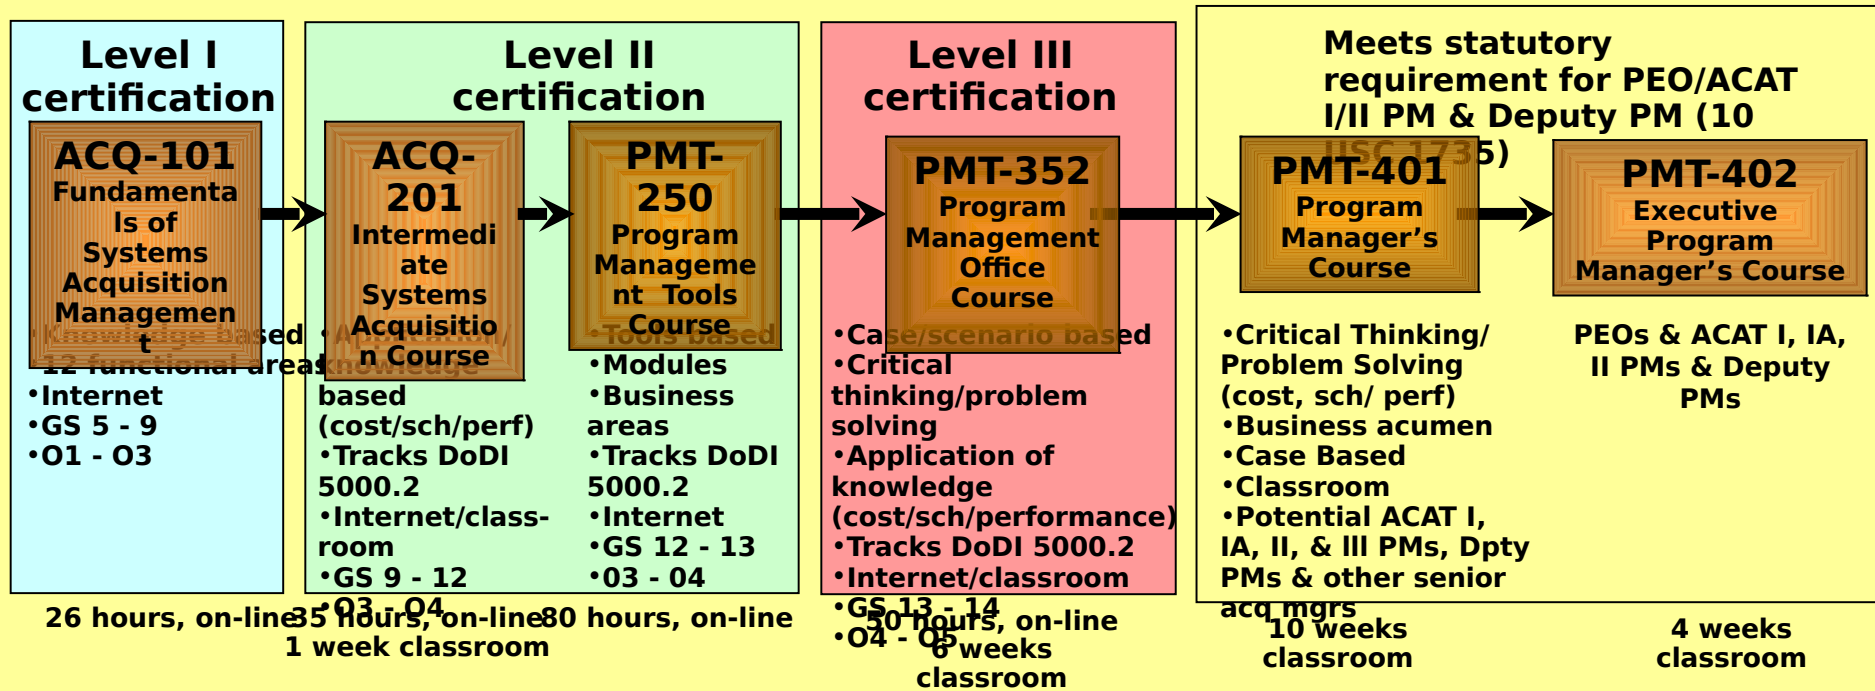 Level I
certification
ACQ-101
Fundamenta
ls of
Systems
Acquisition
Managemen
t
•Knowledge based
•12 functional areas
•Internet
•GS 5 - 9
•O1 - O3
26 hours, on-line
Level II
certification
ACQ-
201
Intermedi
ate
Systems
Acquisitio
n Course
•Application/
knowledge
based
(cost/sch/perf)
•Tracks DoDI
5000.2
•Internet/class-
room
•GS 9 - 12
•O3 - O4
35 hours, on-line
1 week classroom
PMT-
250
Program
Manageme
nt Tools
Course
•Tools based
•Modules
•Business
areas
•Tracks DoDI
5000.2
•Internet
•GS 12 - 13
•03 - 04
80 hours, on-line
Level III
certification
PMT-352
Program
Management
Office
Course
•Case/scenario based
•Critical
thinking/problem
solving
•Application of
knowledge
(cost/sch/performance)
•Tracks DoDI 5000.2
•Internet/classroom
•GS 13 - 14
•O4 - O5
50 hours, on-line
6 weeks
classroom
Meets statutory
requirement for PEO/ACAT
I/II PM & Deputy PM (10
USC 1735)
PMT-401
Program
Manager’s
Course
•Critical Thinking/
Problem Solving
(cost, sch/ perf)
•Business acumen
•Case Based
•Classroom
•Potential ACAT I,
IA, II, & lll PMs, Dpty
PMs & other senior
acq mgrs
10 weeks
classroom
PMT-402
Executive
Program
Manager’s Course
PEOs & ACAT I, IA,
II PMs & Deputy
PMs
4 weeks
classroom